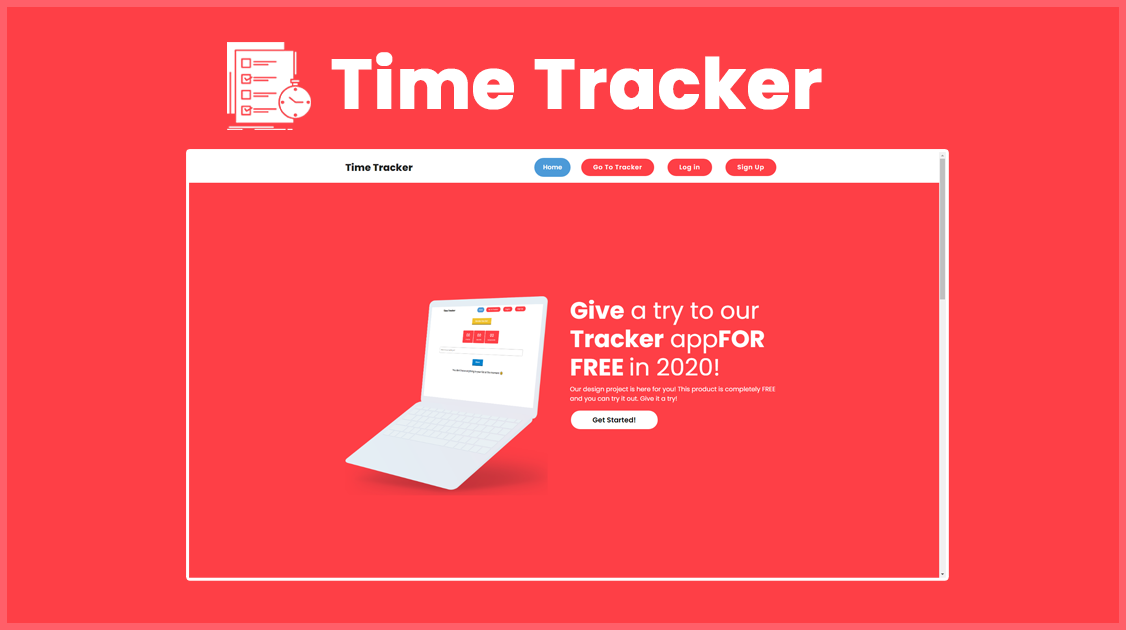 Time Tracker
Time Tracker
Home
Go To Tracker
Log in
Sign Up
Give a try to our
Tracker appFOR
FREE in 2020!
Our design project is here for you! This product is completely FREE
and you can try it out. Give it a try!
Get Started!